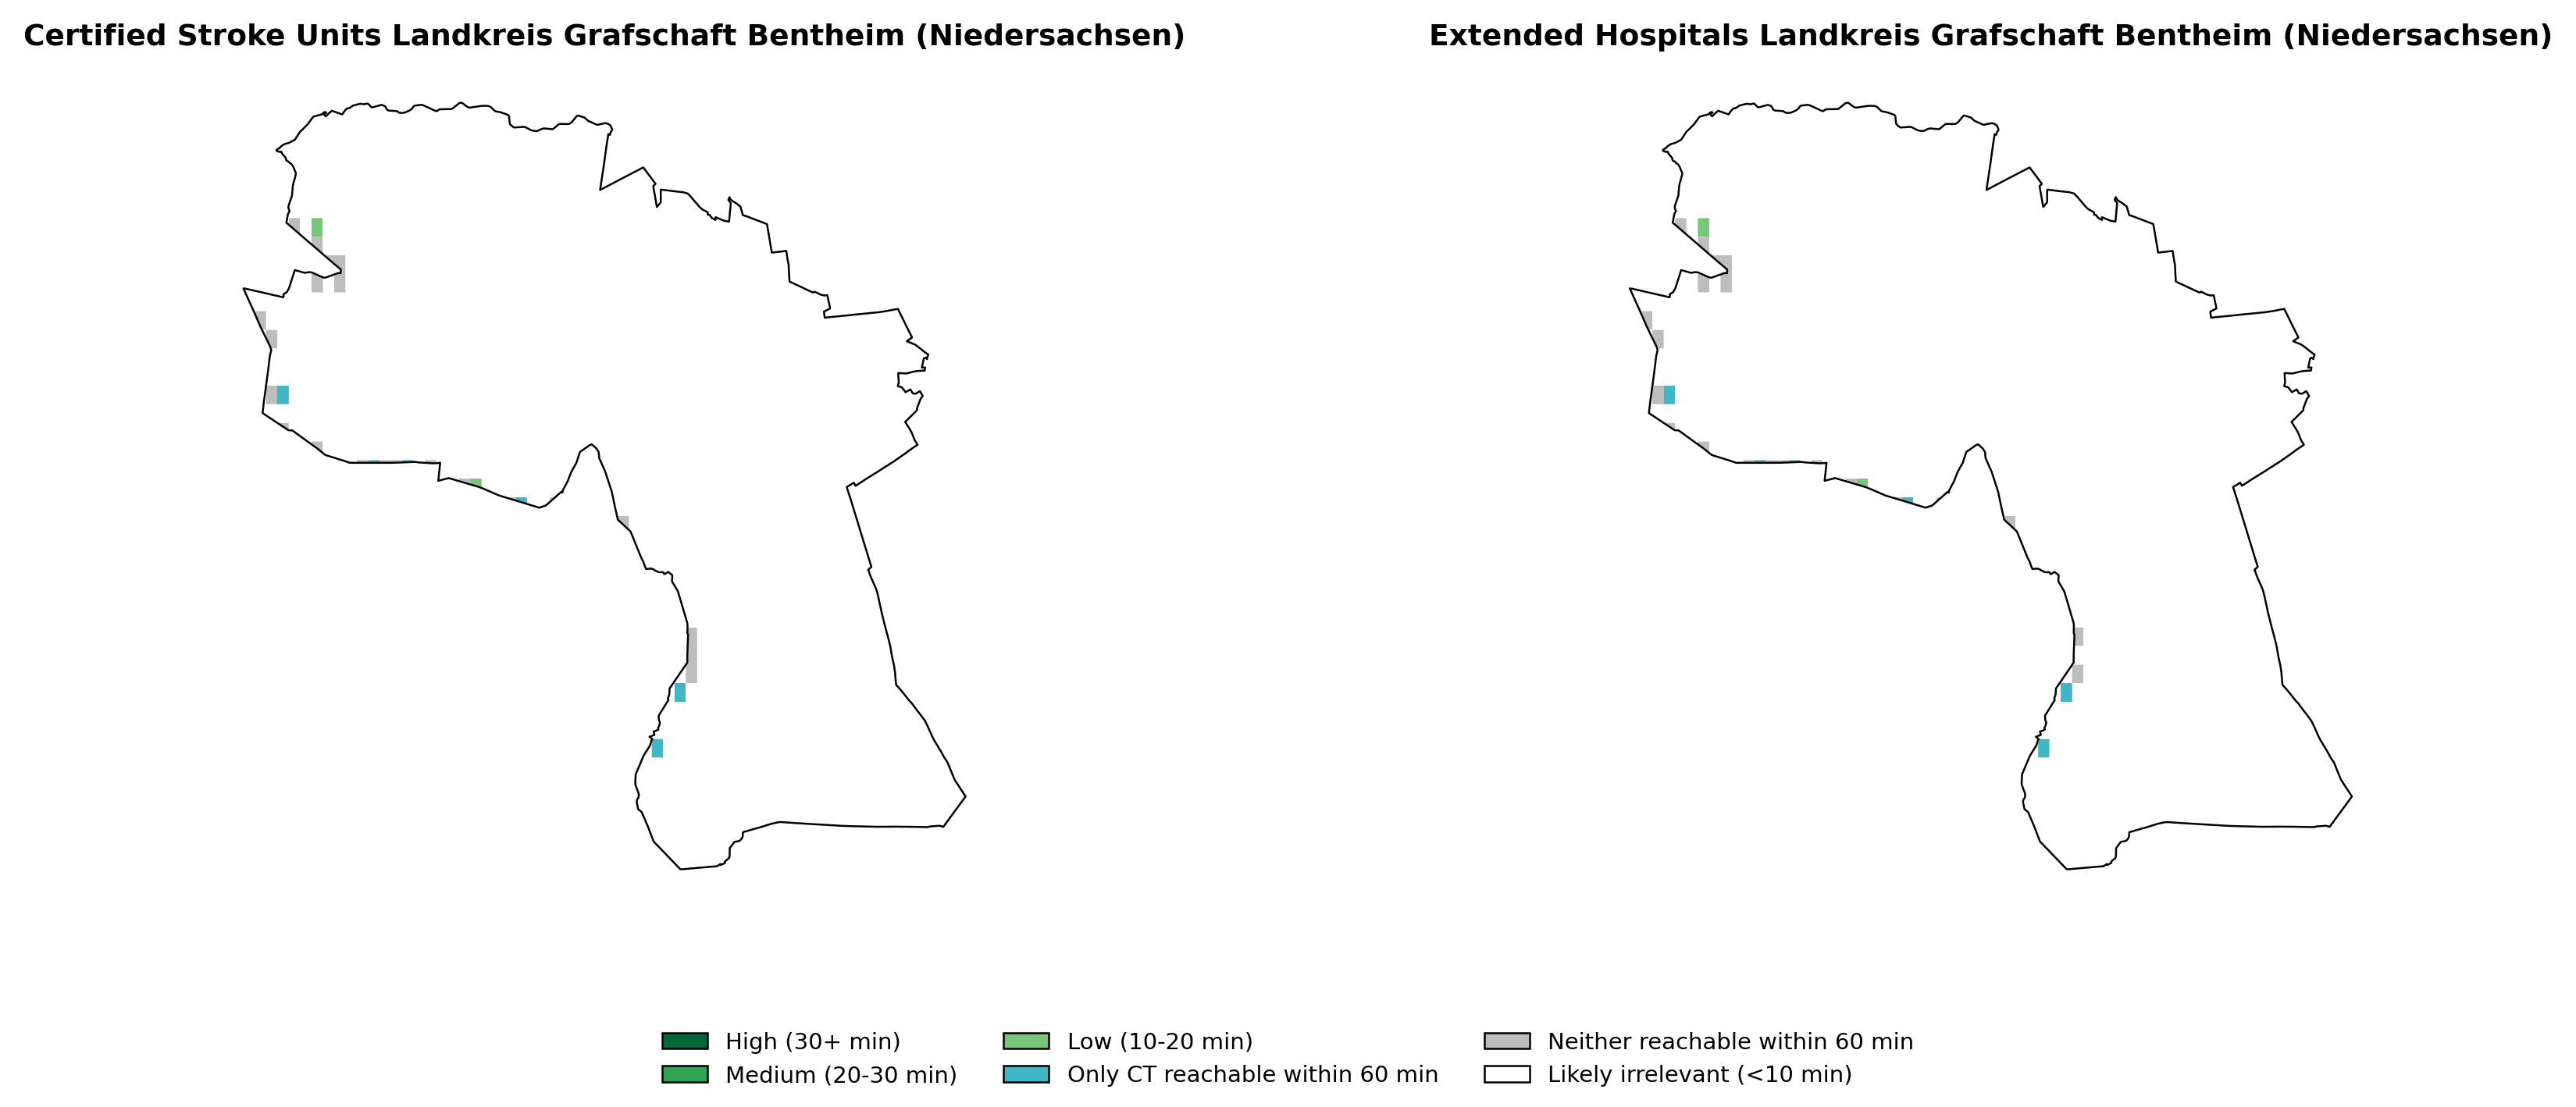 Certified Stroke Units Landkreis Grafschaft Bentheim (Niedersachsen)
Extended Hospitals Landkreis Grafschaft Bentheim (Niedersachsen)
High (30+ min)
Medium (20-30 min)
Low (10-20 min)
Only CT reachable within 60 min
Neither reachable within 60 min
Likely irrelevant (<10 min)